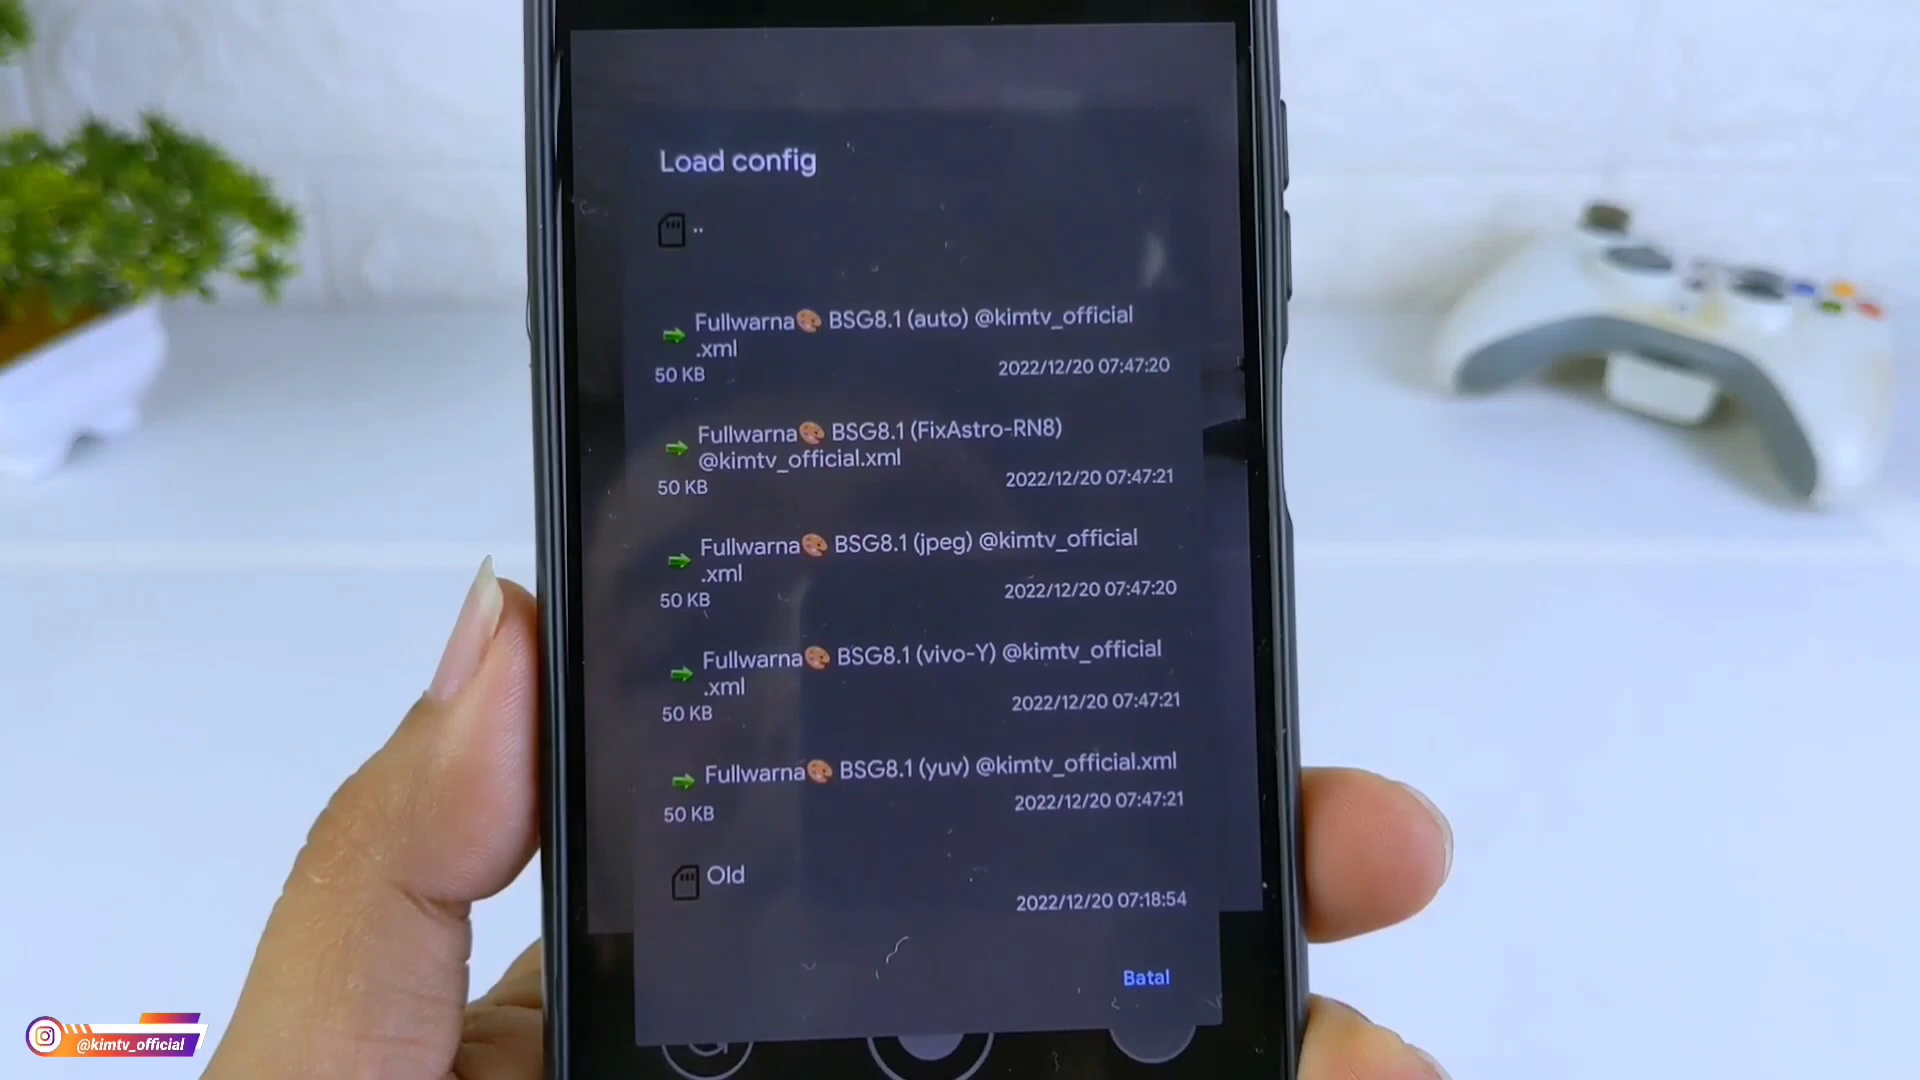 Load config
..
Fullwarna🎨 BSG8.1 (auto) @kimtv_official
.xml
50 KB
2022/12/20 07:47:20
Fullwarna🎨 BSG8.1 (FixAstro-RN8)
@kimtv_official.xml
50 KB
2022/12/20 07:47:21
Fullwarna🎨 BSG8.1 (jpeg) @kimtv_official
.xml
50 KB
2022/12/20 07:47:20
Fullwarna🎨 BSG8.1 (vivo-Y) @kimtv_official
.xml
50 KB
2022/12/20 07:47:21
Fullwarna🎨 BSG8.1 (yuv) @kimtv_official.xml
50 KB
2022/12/20 07:47:21
Old
2022/12/20 07:18:54
Batal
@kimtv_official